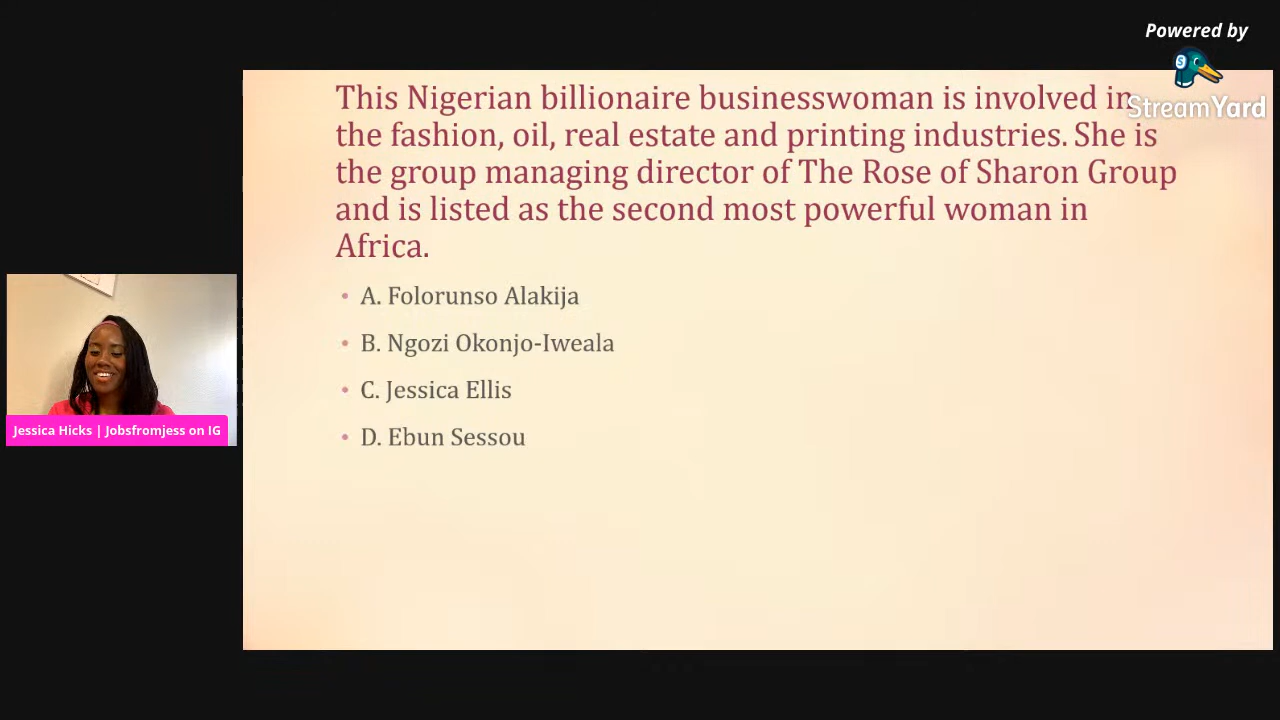 Powered by
StreamYard
This Nigerian billionaire businesswoman is involved in
the fashion, oil, real estate and printing industries. She is
the group managing director of The Rose of Sharon Group
and is listed as the second most powerful woman in
Africa.
• A. Folorunso Alakija
• B. Ngozi Okonjo-Iweala
• C. Jessica Ellis
• D. Ebun Sessou
Jessica Hicks | Jobsfromjess on IG